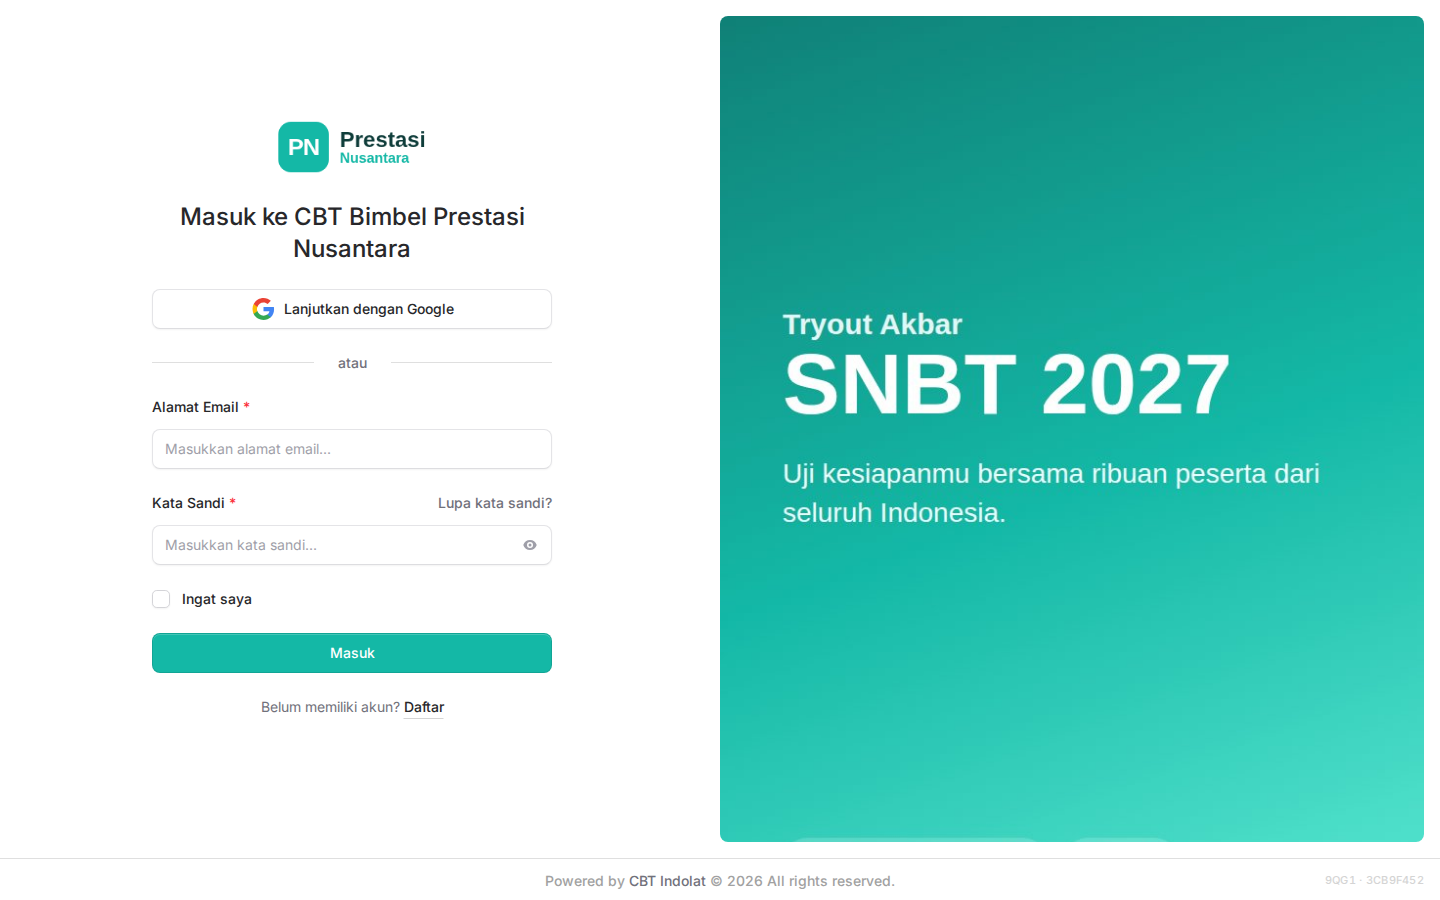 PN
Prestasi
Nusantara
Masuk ke CBT Bimbel Prestasi
Nusantara
Lanjutkan dengan Google
atau
Alamat Email *
Masukkan alamat email...
Kata Sandi *
Lupa kata sandi?
Masukkan kata sandi...
Ingat saya
Masuk
Belum memiliki akun? Daftar
Tryout Akbar
SNBT 2027
Uji kesiapanmu bersama ribuan peserta dari
seluruh Indonesia.
Powered by CBT Indolat © 2026 All rights reserved.
9QG1 · 3CB9F452